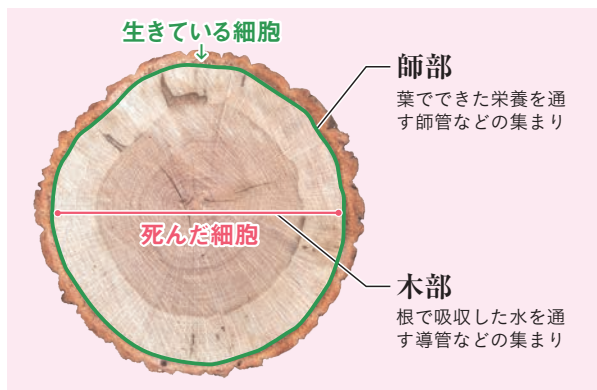 生きている細胞
師部
葉でできた栄養を通
す師管などの集まり
死んだ細胞
木部
根で吸収した水を通
す導管などの集まり